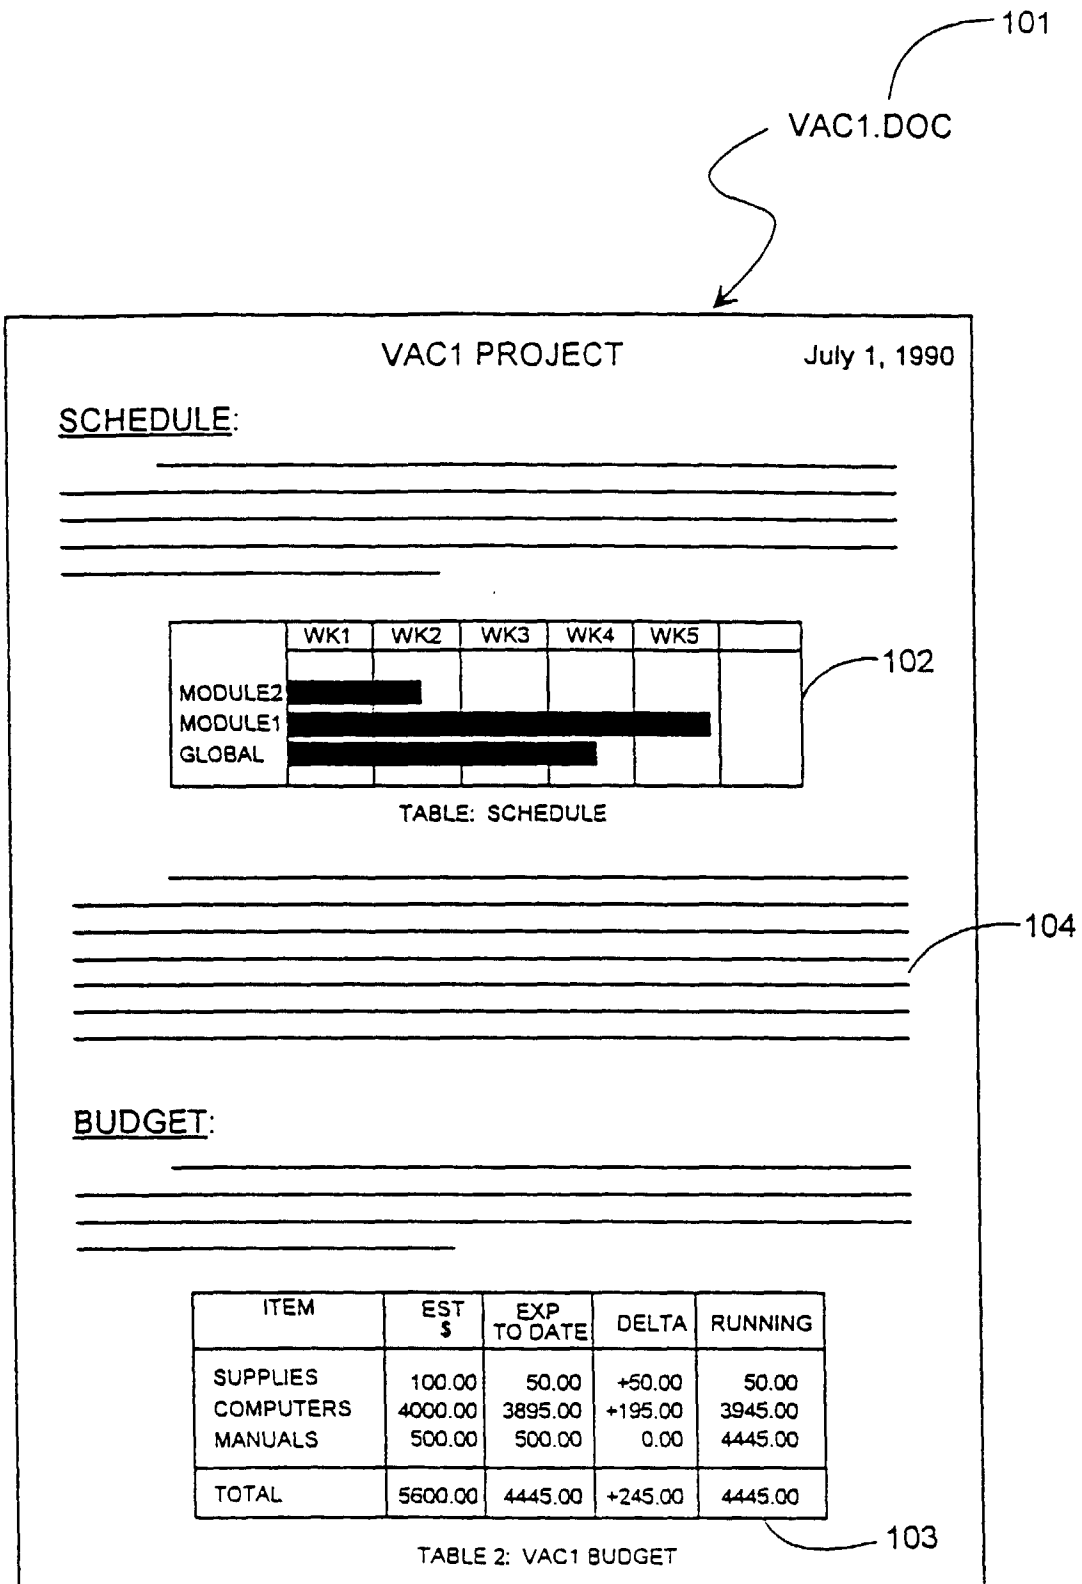 101
VAC1.DOC
VAC1 PROJECT July 1, 1990
SCHEDULE:
WK1 WK2 WK3 WK4 WK5
102
MODULE2
MODULE1
GLOBAL
TABLE: SCHEDULE
104
BUDGET:
ITEM EST $ EXP TO DATE DELTA RUNNING
SUPPLIES 100.00 50.00 +50.00 50.00
COMPUTERS 4000.00 3895.00 +195.00 3945.00
MANUALS 500.00 500.00 0.00 4445.00
TOTAL 5600.00 4445.00 +245.00 4445.00
103
TABLE 2: VAC1 BUDGET